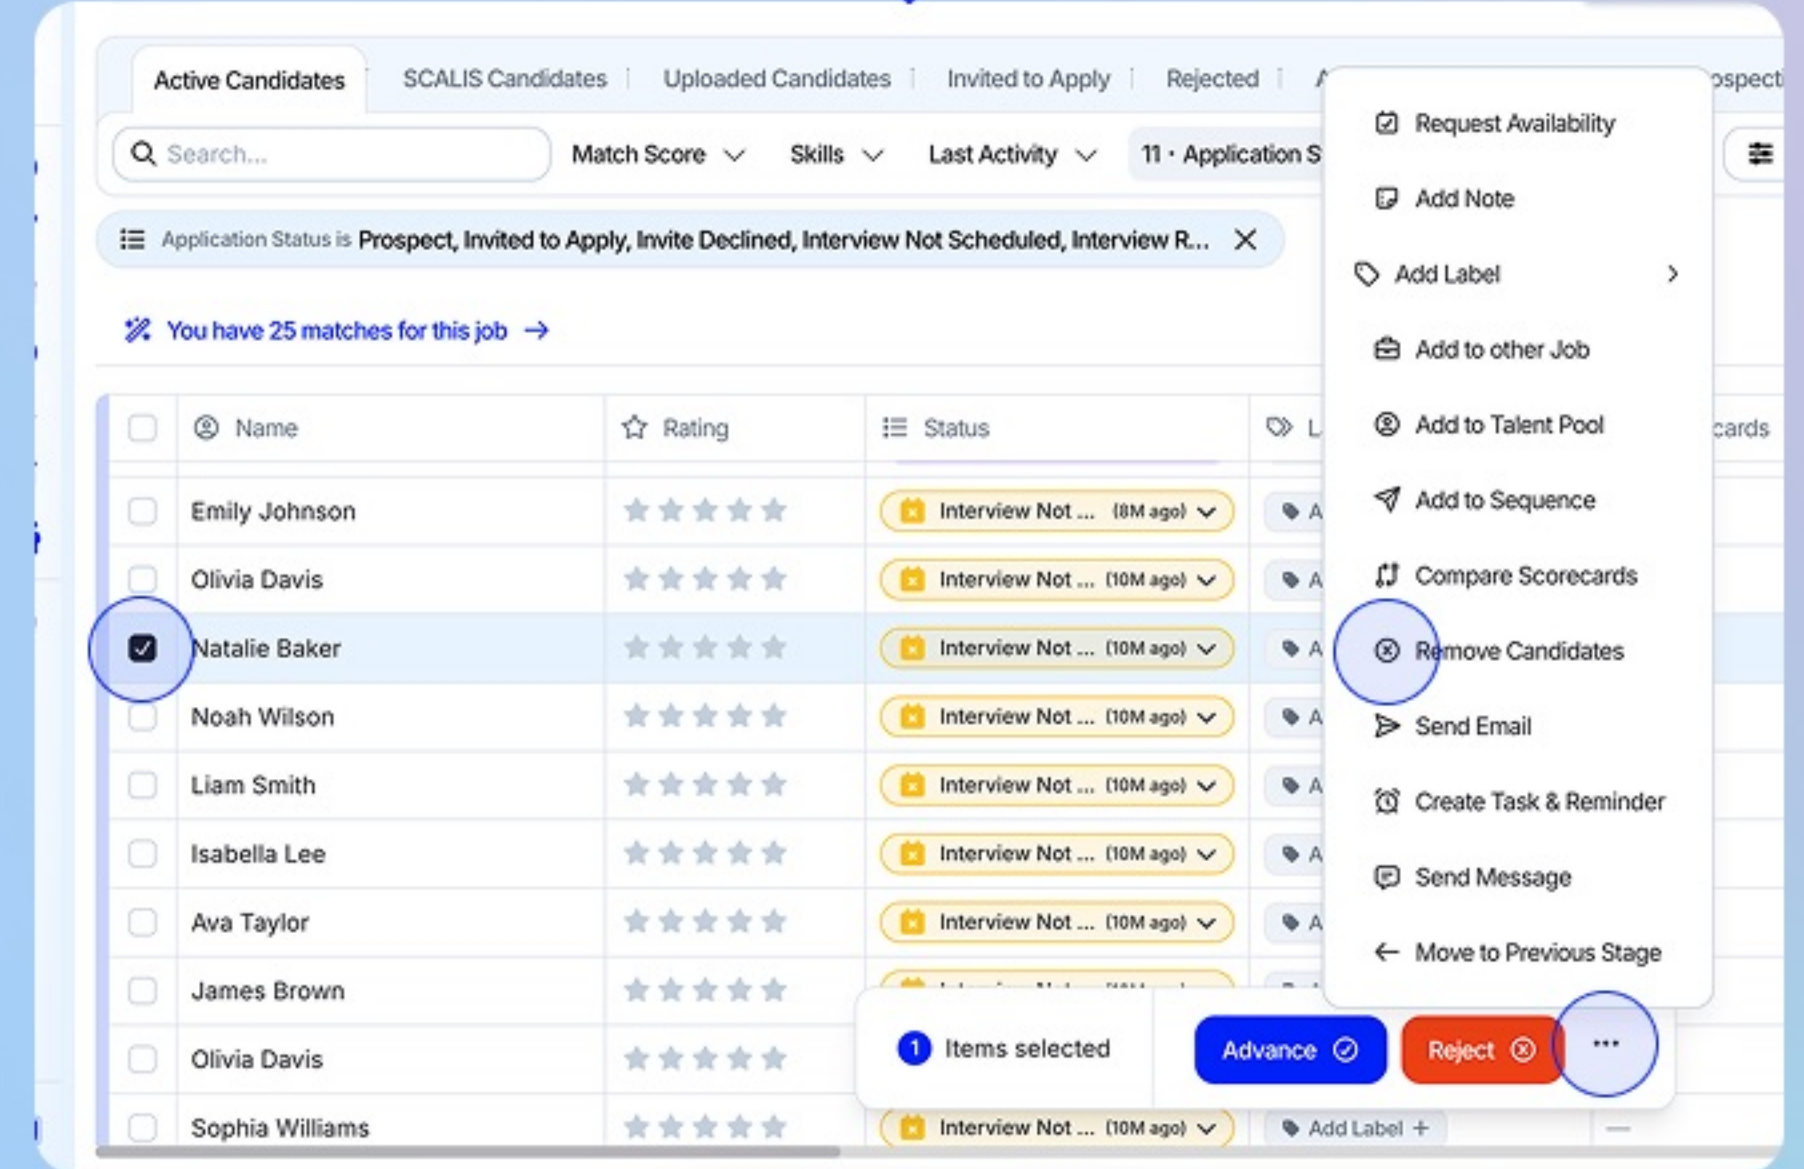 Active Candidates
SCALIS Candidates
Uploaded Candidates
Invited to Apply
Rejected
Search...
Match Score
Skills
Last Activity
11 · Application S
Application Status is Prospect, Invited to Apply, Invite Declined, Interview Not Scheduled, Interview R...
You have 25 matches for this job
Name
Rating
Status
L
cards
Emily Johnson
Interview Not ... (8M ago)
A
Olivia Davis
Interview Not ... (10M ago)
A
Natalie Baker
Interview Not ... (10M ago)
A
Noah Wilson
Interview Not ... (10M ago)
A
Liam Smith
Interview Not ... (10M ago)
A
Isabella Lee
Interview Not ... (10M ago)
A
Ava Taylor
Interview Not ... (10M ago)
A
James Brown
Olivia Davis
Sophia Williams
Interview Not ... (10M ago)
Add Label +
—
Request Availability
Add Note
Add Label
Add to other Job
Add to Talent Pool
Add to Sequence
Compare Scorecards
Remove Candidates
Send Email
Create Task & Reminder
Send Message
Move to Previous Stage
1 Items selected
Advance
Reject
...